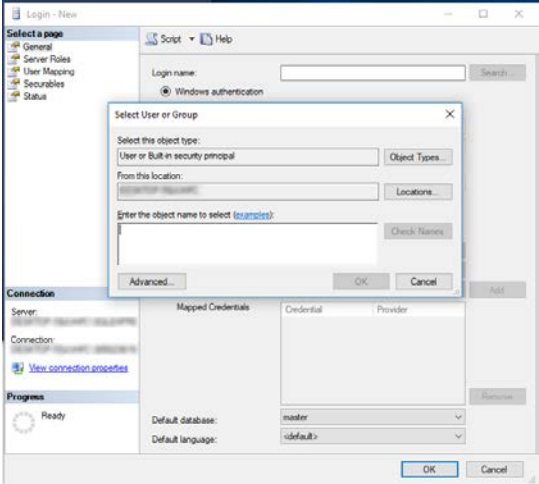 Login - New
Select a page
General
Server Roles
User Mapping
Securables
Status
Script
Help
Login name:
Search...
Windows authentication
Select User or Group
Select this object type:
User or Built-in security principal
Object Types...
From this location:
Locations...
Enter the object name to select (examples):
Check Names
Advanced...
OK
Cancel
Add
Mapped Credentials
Credential
Provider
Connection
Server:
Connection:
View connection properties
Progress
Ready
Remove
Default database:
master
Default language:
<default>
OK
Cancel